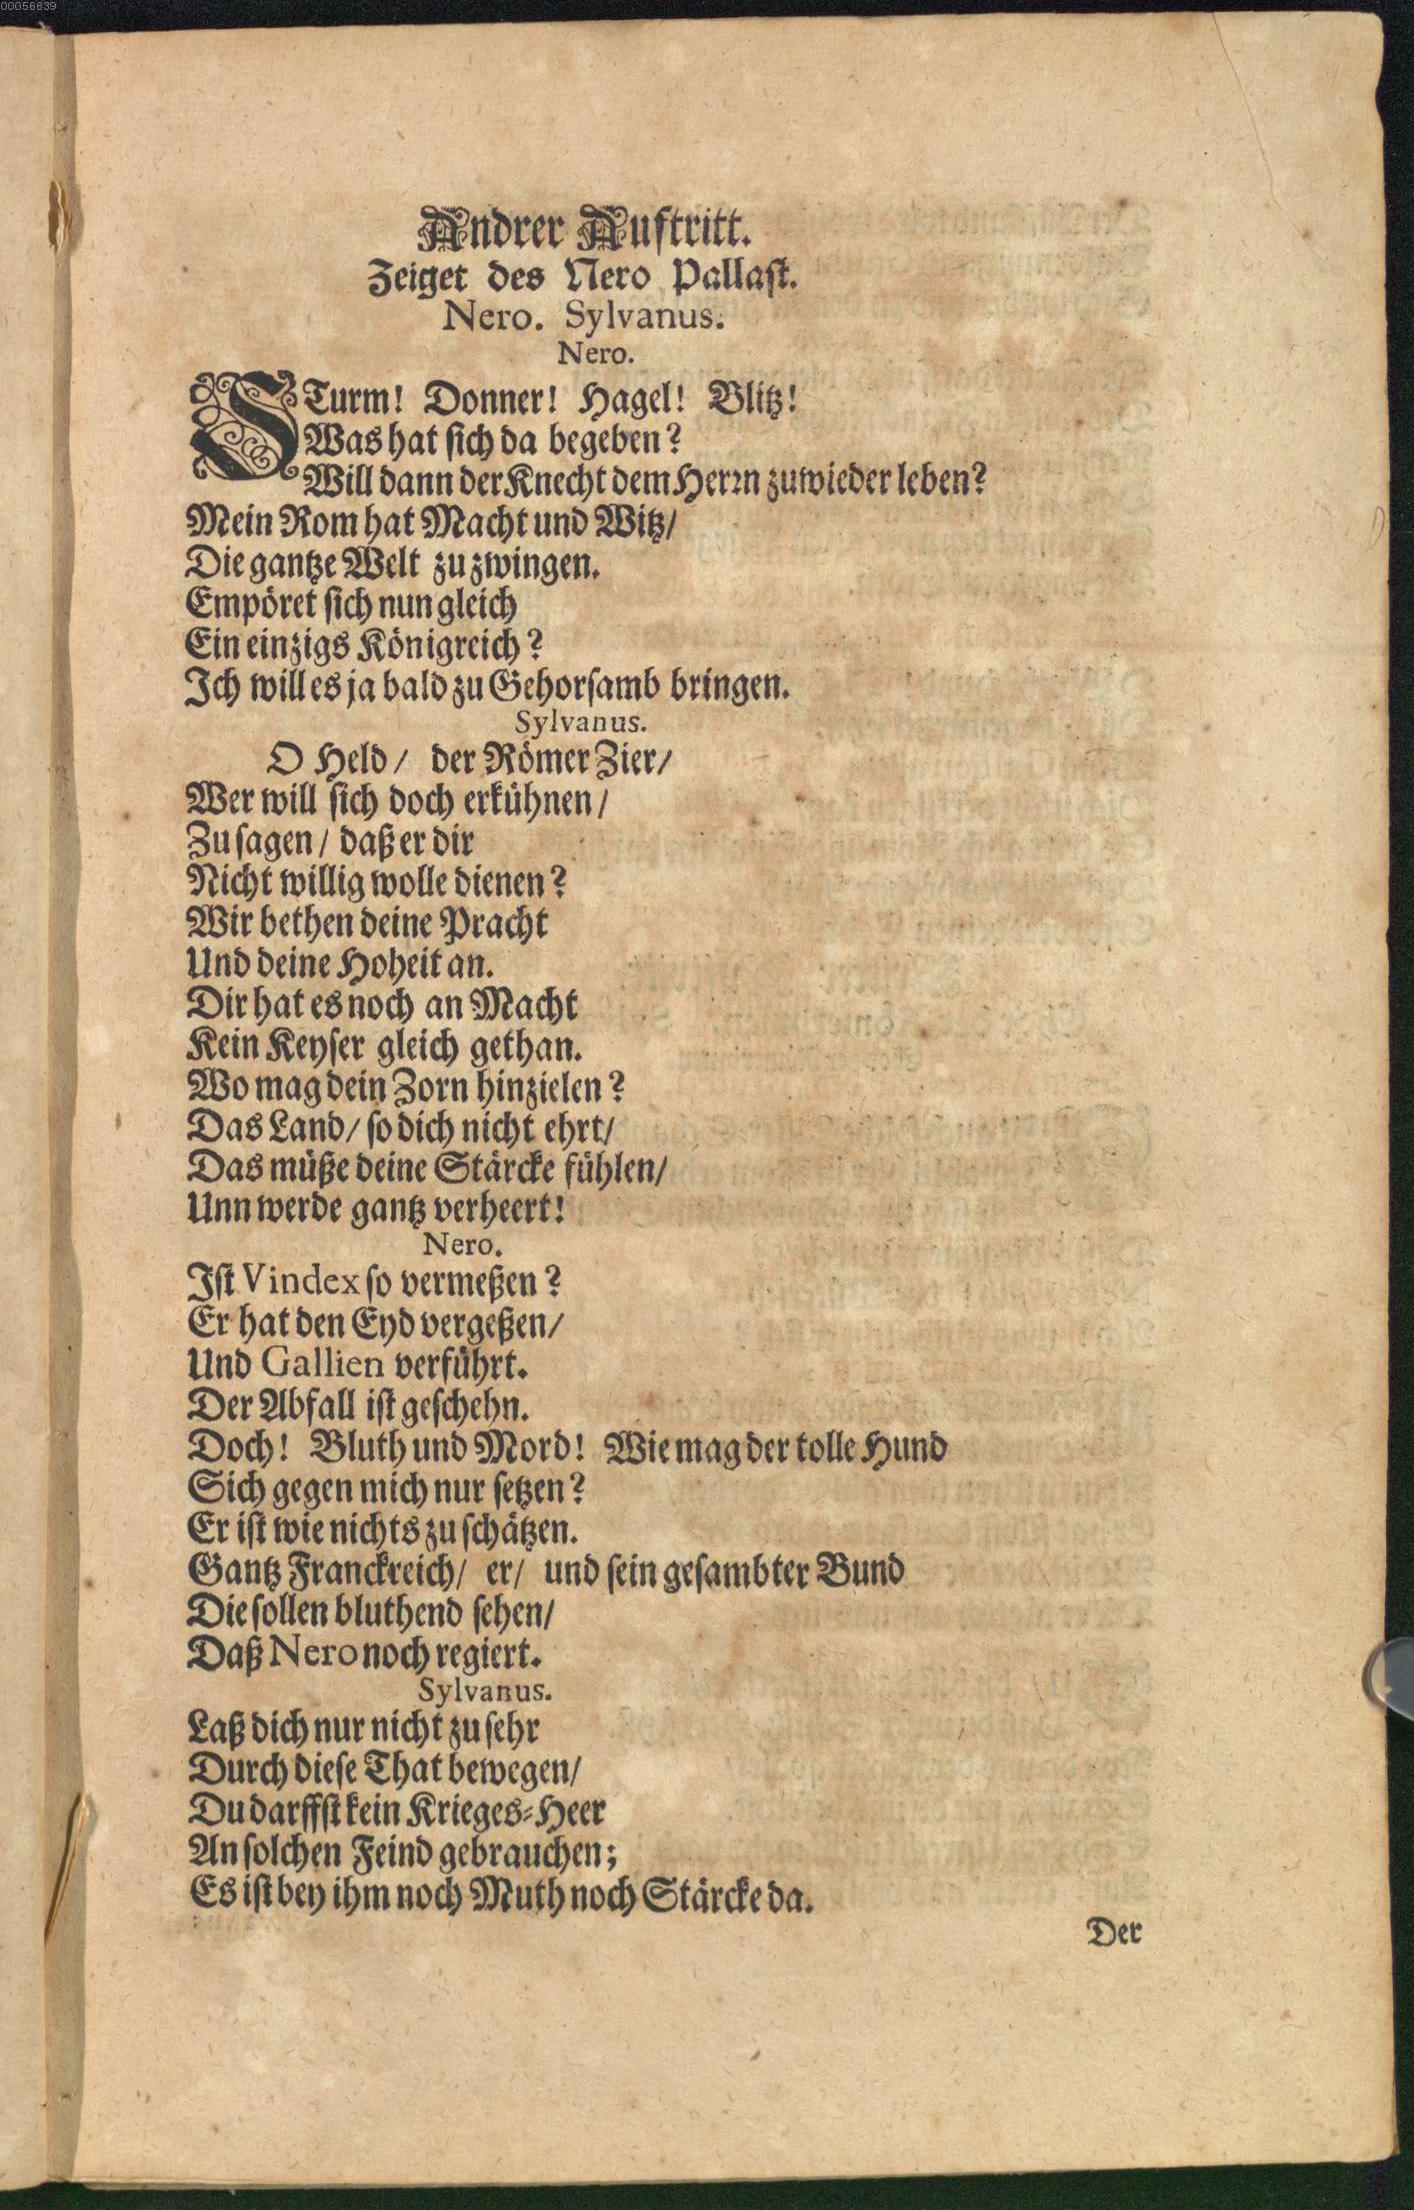 00056639
Andrer Auftritt.
Zeiget des Nero Pallast.
Nero. Sylvanus.
Nero.
STurm! Donner! Hagel! Blitz!
Was hat sich da begeben?
Will dann der Knecht dem Herrn zuwieder leben?
Mein Rom hat Macht und Witz/
Die gantze Welt zu zwingen.
Empöret sich nun gleich
Ein einzigs Königreich?
Ich will es ja bald zu Gehorsamb bringen.
Sylvanus.
O Held/ der Römer Zier/
Wer will sich doch erkühnen/
Zu sagen/ daß er dir
Nicht willig wolle dienen?
Wir bethen deine Pracht
Und deine Hoheit an.
Dir hat es noch an Macht
Kein Keyser gleich gethan.
Wo mag dein Zorn hinzielen?
Das Land/ so dich nicht ehrt/
Das müße deine Stärcke fühlen/
Unn werde gantz verheert!
Nero.
Ist Vindex so vermeßen?
Er hat den Eyd vergeßen/
Und Gallien verführt.
Der Abfall ist geschehn.
Doch! Bluth und Mord! Wie mag der tolle Hund
Sich gegen mich nur setzen?
Er ist wie nichts zu schätzen.
Gantz Franckreich/ er/ und sein gesambter Bund
Die sollen bluthend sehen/
Daß Nero noch regiert.
Sylvanus.
Laß dich nur nicht zu sehr
Durch diese That bewegen/
Du darffst kein Krieges-Heer
An solchen Feind gebrauchen;
Es ist bey ihm noch Muth noch Stärcke da.
Der